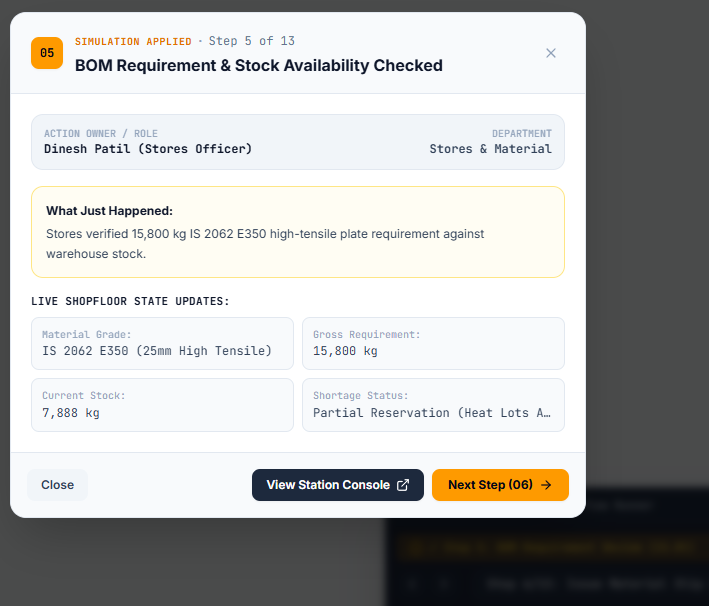 05
SIMULATION APPLIED · Step 5 of 13
BOM Requirement & Stock Availability Checked
ACTION OWNER / ROLE
Dinesh Patil (Stores Officer)
DEPARTMENT
Stores & Material
What Just Happened:
Stores verified 15,800 kg IS 2062 E350 high-tensile plate requirement against
warehouse stock.
LIVE SHOPFLOOR STATE UPDATES:
Material Grade:
IS 2062 E350 (25mm High Tensile)
Gross Requirement:
15,800 kg
Current Stock:
7,888 kg
Shortage Status:
Partial Reservation (Heat Lots A…
Close
View Station Console
Next Step (06) →